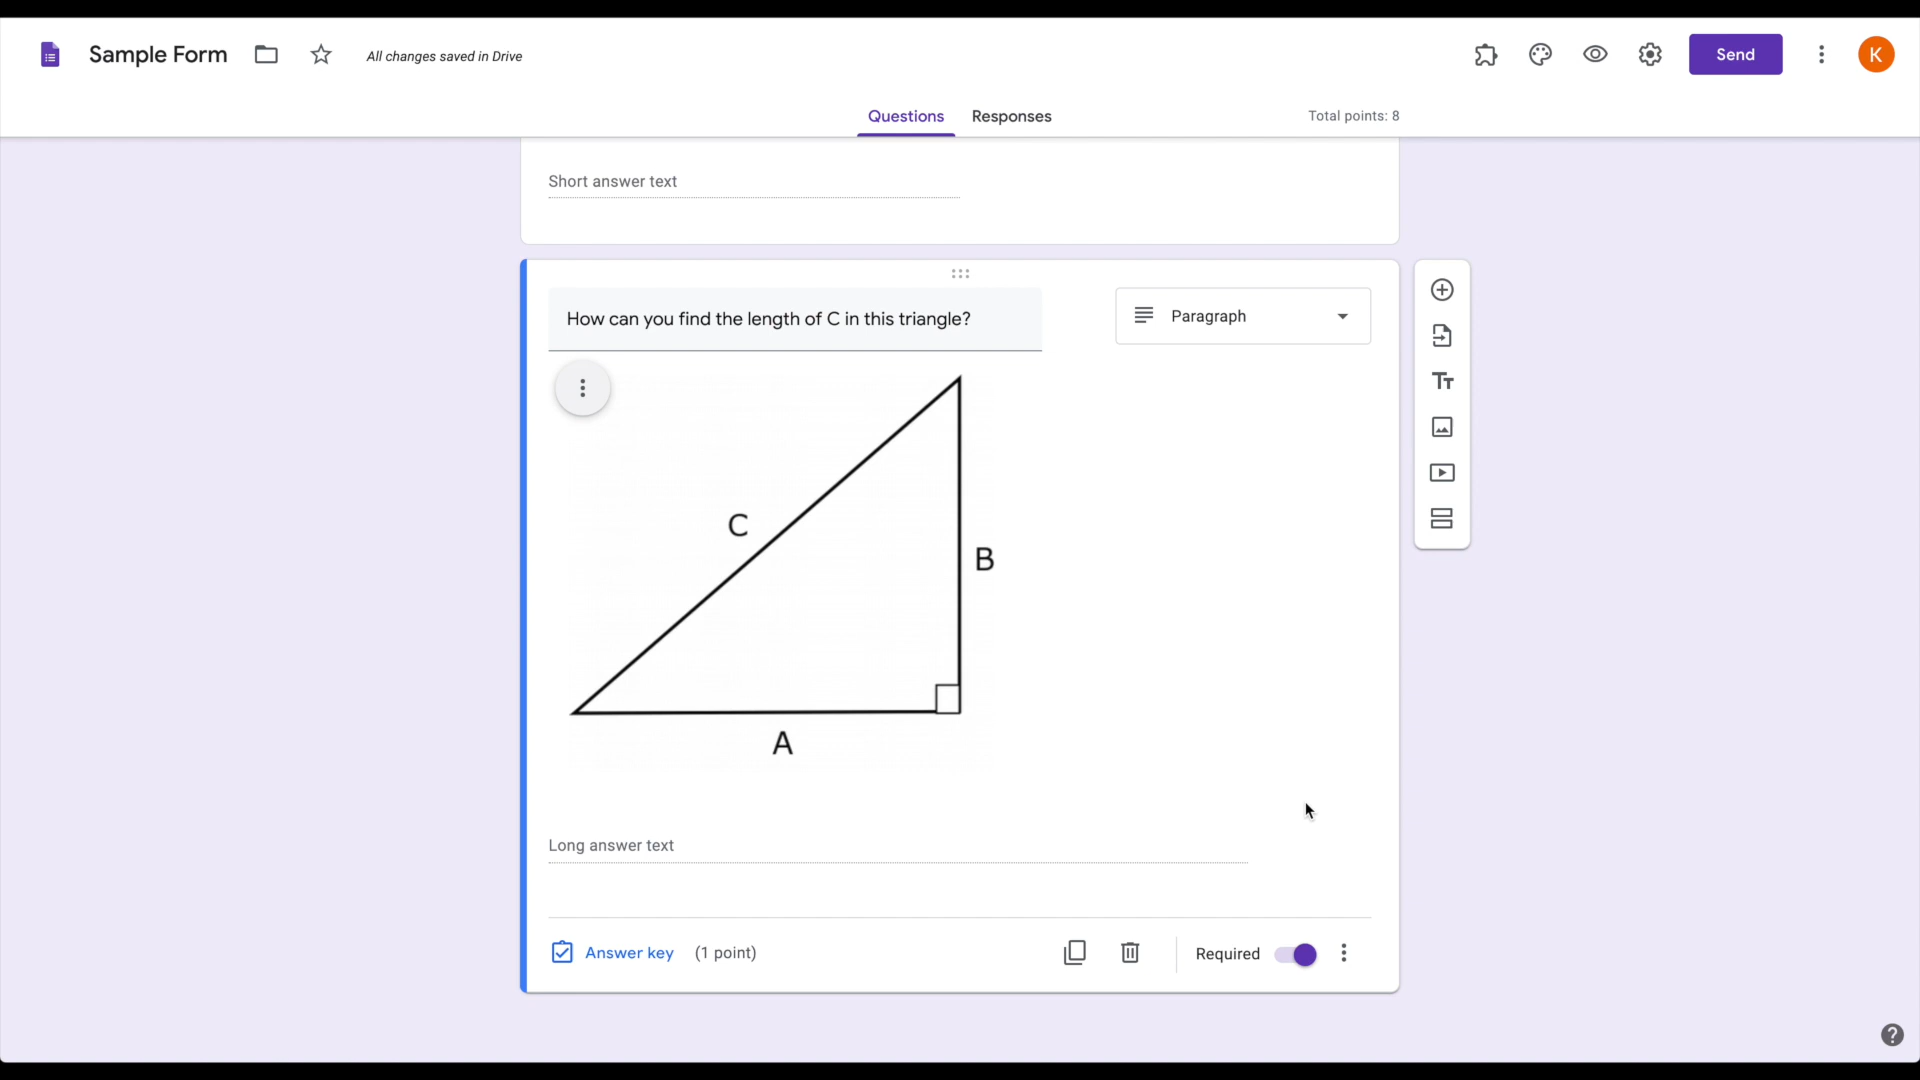 Sample Form
All changes saved in Drive
Send
K
Questions
Responses
Total points: 8
Short answer text
How can you find the length of C in this triangle?
Paragraph
C
B
A
Long answer text
Answer key
(1 point)
Required